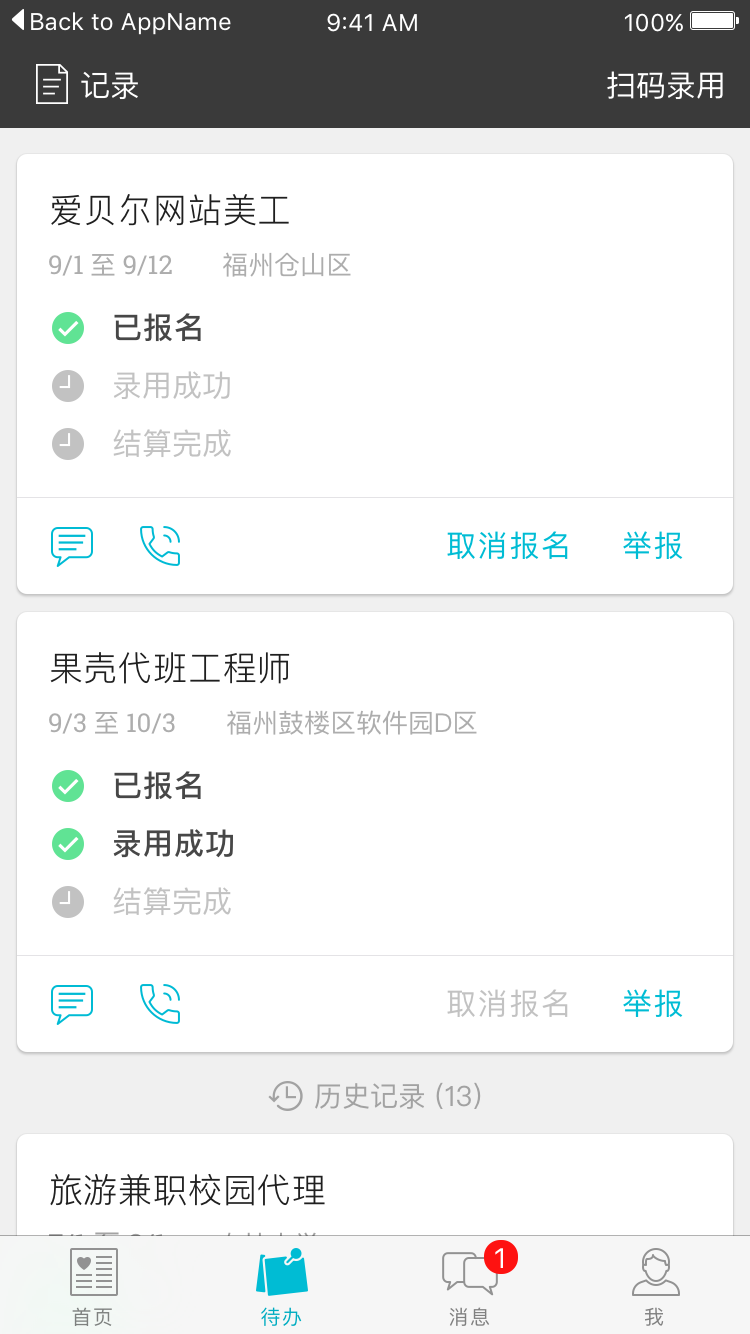 Back to AppName 9:41 AM 100%
记录 扫码录用
爱贝尔网站美工
9/1 至 9/12 福州仓山区
已报名
录用成功
结算完成
取消报名 举报
果壳代班工程师
9/3 至 10/3 福州鼓楼区软件园D区
已报名
录用成功
结算完成
取消报名 举报
历史记录 (13)
旅游兼职校园代理
1
首页 待办 消息 我